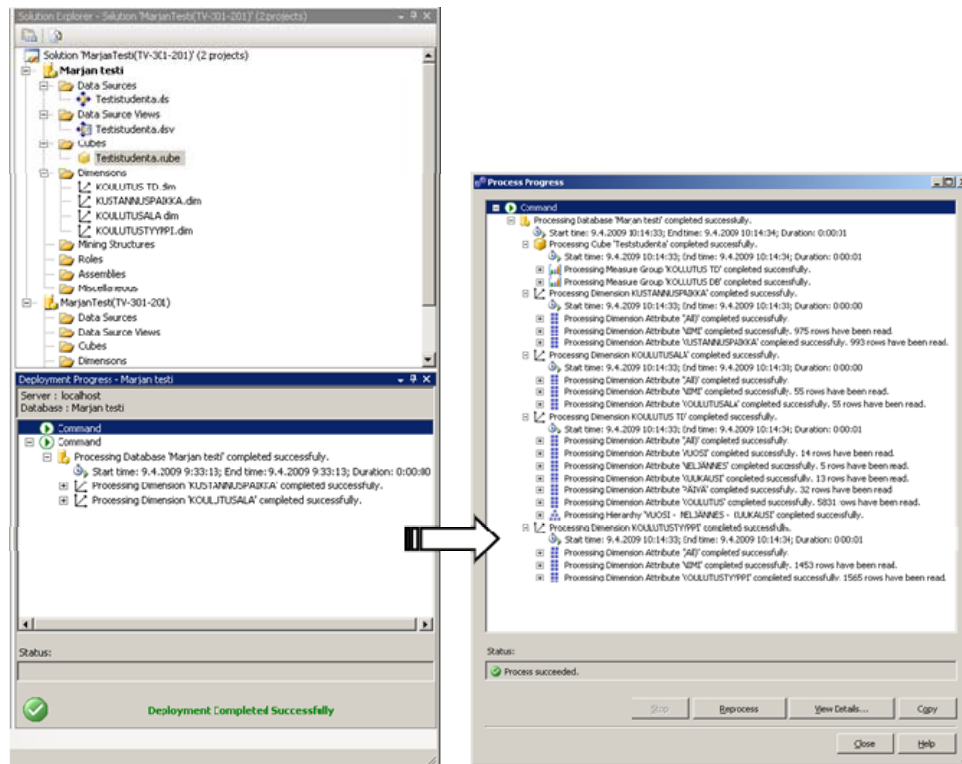 Solution Explorer - Solution 'MarjanTesti(TV-301-201)' (2 projects)
Solution 'MarjanTesti(TV-301-201)' (2 projects)
Marjan testi
Data Sources
Testistudenta.ds
Data Source Views
Testistudenta.dsv
Cubes
Testistudenta.cube
Dimensions
KOULUTUS TD.dim
KUSTANNUSPAIKKA.dim
KOULUTUSALA.dim
KOULUTUSTYYPPI.dim
Mining Structures
Roles
Assemblies
Miscellaneous
MarjanTest(TV-301-201)
Data Sources
Data Source Views
Cubes
Dimensions
Deployment Progress - Marjan testi
Server : localhost
Database : Marjan testi
Command
Command
Processing Database 'Marjan testi' completed successfully.
Start time: 9.4.2009 9:33:13; End time: 9.4.2009 9:33:13; Duration: 0:00:00
Processing Dimension 'KUSTANNUSPAIKKA' completed successfully.
Processing Dimension 'KOULUTUSALA' completed successfully.
Status:
Deployment Completed Successfully
Process Progress
Command
Processing Database 'Marjan testi' completed successfully.
Start time: 9.4.2009 10:14:33; End time: 9.4.2009 10:14:34; Duration: 0:00:01
Processing Cube 'Teststudenta' completed successfully.
Start time: 9.4.2009 10:14:33; End time: 9.4.2009 10:14:34; Duration: 0:00:01
Processing Measure Group 'KOULUTUS TD' completed successfully.
Processing Measure Group 'KOULUTUS DB' completed successfully.
Processing Dimension KUSTANNUSPAIKKA' completed successfully.
Start time: 9.4.2009 10:14:33; End time: 9.4.2009 10:14:33; Duration: 0:00:00
Processing Dimension Attribute '(All)' completed successfully.
Processing Dimension Attribute 'NIMI' completed successfully. 975 rows have been read.
Processing Dimension Attribute 'KUSTANNUSPAIKKA' completed successfully. 993 rows have been read.
Processing Dimension KOULUTUSALA' completed successfully.
Start time: 9.4.2009 10:14:33; End time: 9.4.2009 10:14:33; Duration: 0:00:00
Processing Dimension Attribute '(All)' completed successfully.
Processing Dimension Attribute 'NIMI' completed successfully. 55 rows have been read.
Processing Dimension Attribute 'KOULUTUSALA' completed successfully. 55 rows have been read.
Processing Dimension KOULUTUS TD' completed successfully.
Start time: 9.4.2009 10:14:33; End time: 9.4.2009 10:14:34; Duration: 0:00:01
Processing Dimension Attribute '(All)' completed successfully.
Processing Dimension Attribute 'VUOSI' completed successfully. 14 rows have been read.
Processing Dimension Attribute 'NELJÄNNES' completed successfully. 5 rows have been read.
Processing Dimension Attribute 'KUUKAUSI' completed successfully. 13 rows have been read.
Processing Dimension Attribute 'PÄIVÄ' completed successfully. 32 rows have been read
Processing Dimension Attribute 'KOULUTUS' completed successfully. 5831 rows have been read.
Processing Hierarchy 'VUOSI - NELJÄNNES - KUUKAUSI' completed successfully.
Processing Dimension KOULUTUSTYYPPI' completed successfully.
Start time: 9.4.2009 10:14:33; End time: 9.4.2009 10:14:34; Duration: 0:00:01
Processing Dimension Attribute '(All)' completed successfully
Processing Dimension Attribute 'NIMI' completed successfully. 1453 rows have been read.
Processing Dimension Attribute 'KOULUTUSTYYPPI' completed successfully. 1565 rows have been read.
Status:
Process succeeded.
Stop
Reprocess
View Details...
Copy
Close
Help